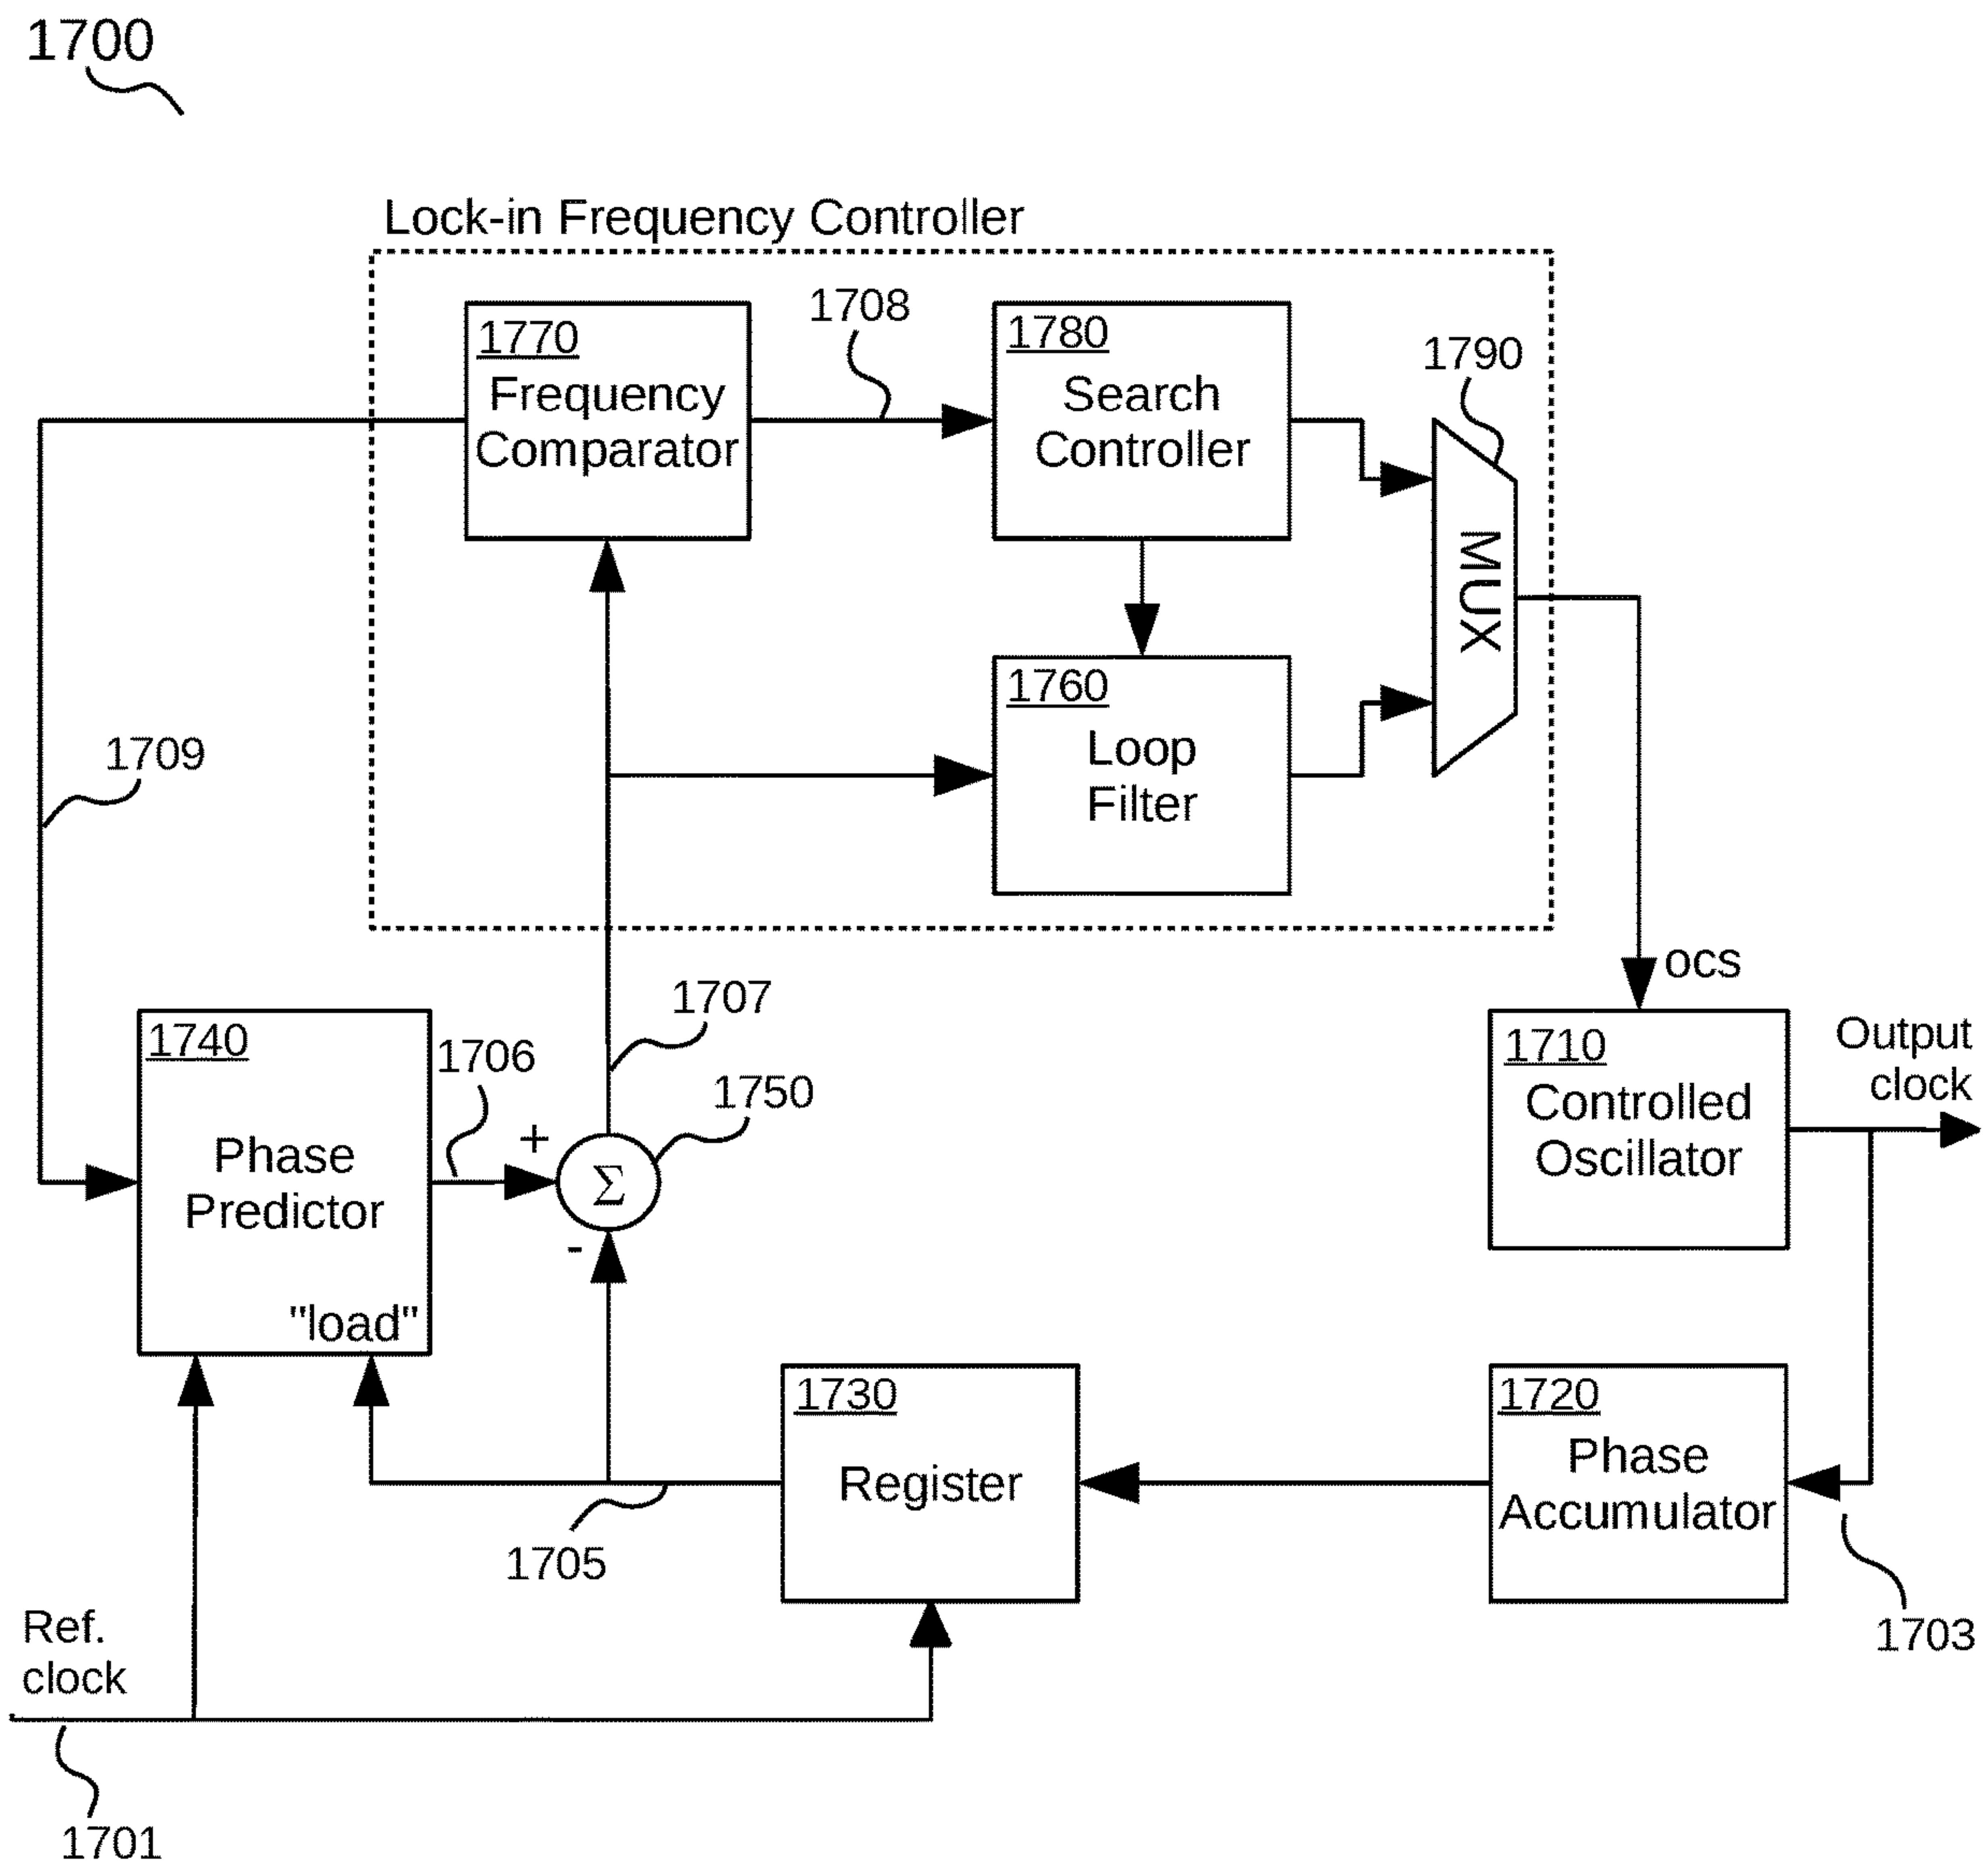 1700
Lock-in Frequency Controller
1708
1770
Frequency
Comparator
1780
Search
Controller
1790
MUX
1760
Loop
Filter
1709
ocs
1707
1706
1750
1740
Phase
Predictor
"load"
+
Σ
-
1710
Controlled
Oscillator
Output
clock
1730
Register
1720
Phase
Accumulator
1705
1703
Ref.
clock
1701